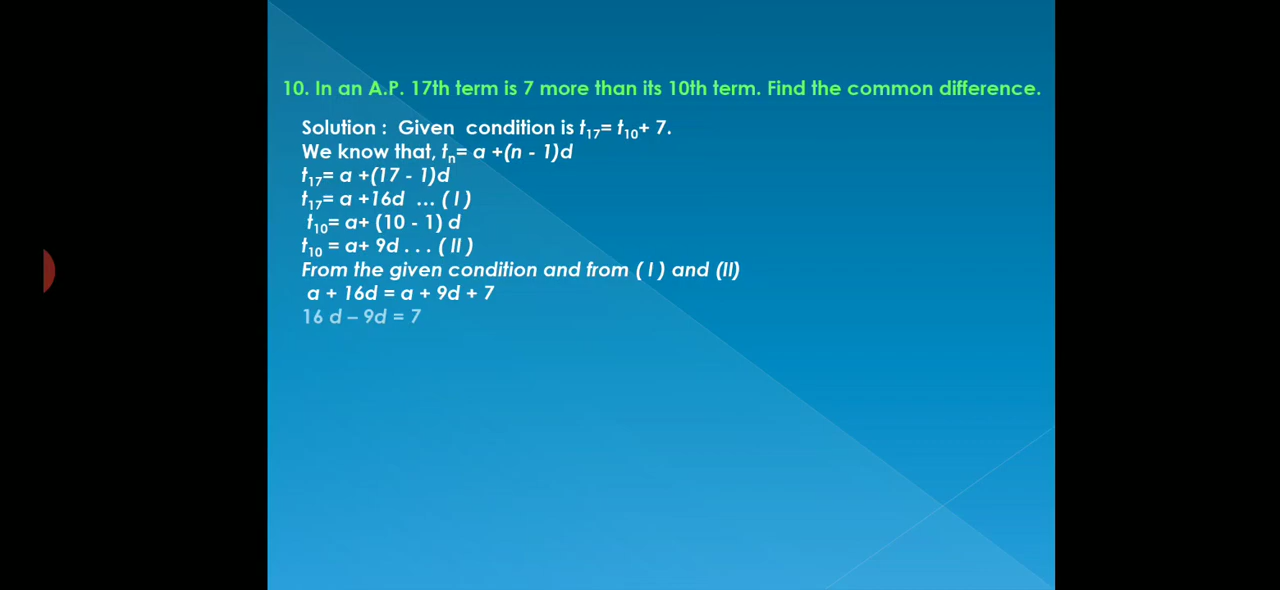 10. In an A.P. 17th term is 7 more than its 10th term. Find the common difference.
Solution : Given condition is t₁₇= t₁₀+ 7.
We know that, tₙ= a +(n - 1)d
t₁₇= a +(17 - 1)d
t₁₇= a +16d ... ( I )
t₁₀= a+ (10 - 1) d
t₁₀ = a+ 9d . . . ( II )
From the given condition and from ( I ) and (II)
a + 16d = a + 9d + 7
16 d – 9d = 7